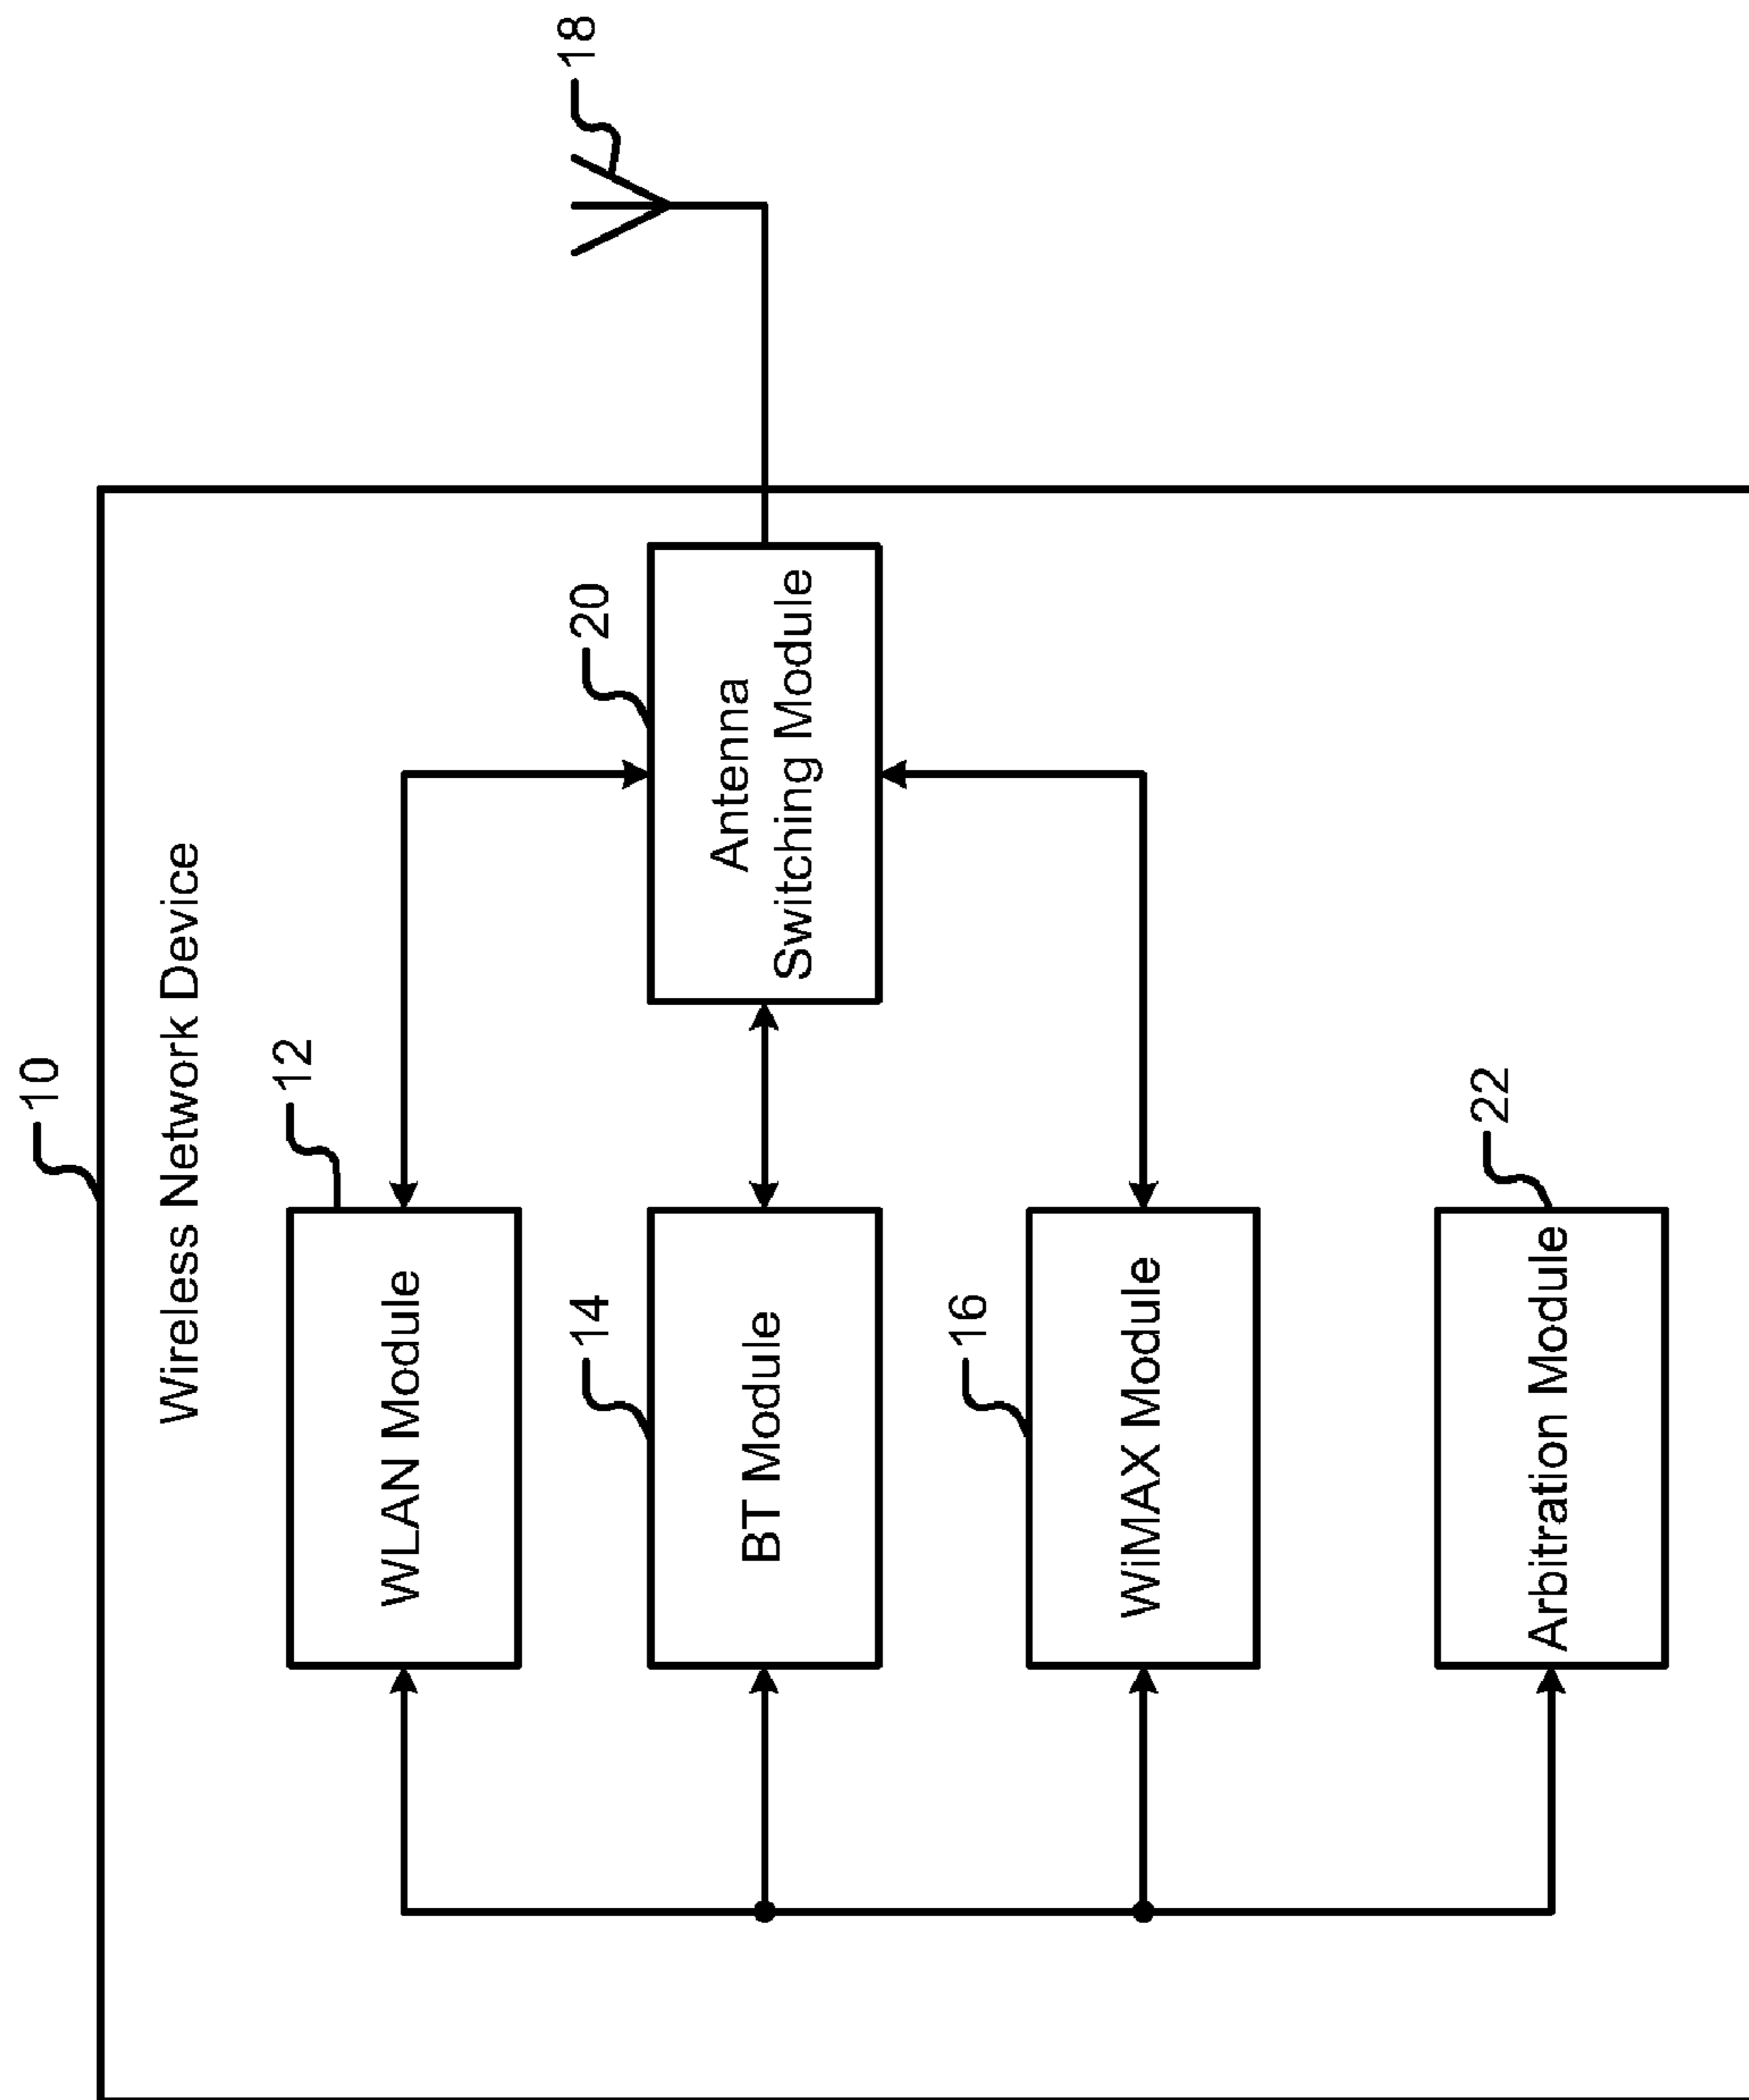 10
Wireless Network Device
12
WLAN Module
18
20
Antenna
Switching Module
14
BT Module
16
WiMAX Module
22
Arbitration Module